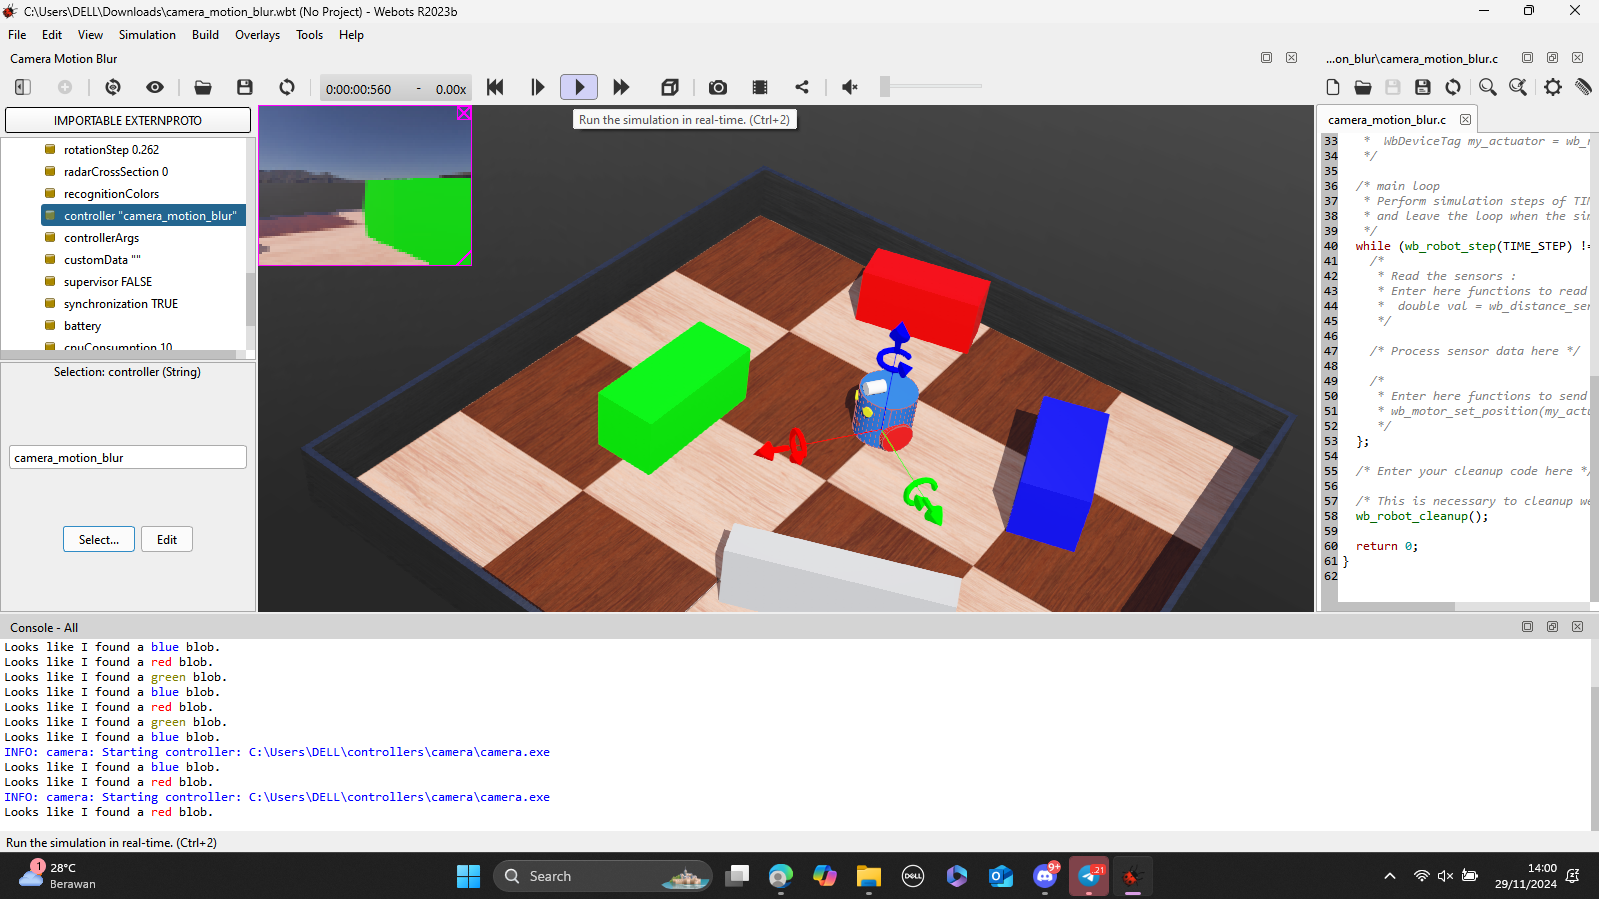 C:\Users\DELL\Downloads\camera_motion_blur.wbt (No Project) - Webots R2023b
File Edit View Simulation Build Overlays Tools Help
Camera Motion Blur
...on_blur\camera_motion_blur.c
0:00:00:560 - 0.00x
IMPORTABLE EXTERNPROTO
Run the simulation in real-time. (Ctrl+2)
camera_motion_blur.c
rotationStep 0.262
radarCrossSection 0
recognitionColors
controller "camera_motion_blur"
controllerArgs
customData ""
supervisor FALSE
synchronization TRUE
battery
cpuConsumption 10
Selection: controller (String)
camera_motion_blur
Select...
Edit
33 * WbDeviceTag my_actuator = wb_r
34 */
35
36 /* main loop
37 * Perform simulation steps of TIM
38 * and leave the loop when the sim
39 */
40 while (wb_robot_step(TIME_STEP) !=
41 /*
42 * Read the sensors :
43 * Enter here functions to read
44 * double val = wb_distance_sen
45 */
46
47 /* Process sensor data here */
48
49 /*
50 * Enter here functions to send
51 * wb_motor_set_position(my_actu
52 */
53 };
54
55 /* Enter your cleanup code here */
56
57 /* This is necessary to cleanup we
58 wb_robot_cleanup();
59
60 return 0;
61 }
62
Console - All
Looks like I found a blue blob.
Looks like I found a red blob.
Looks like I found a green blob.
Looks like I found a blue blob.
Looks like I found a red blob.
Looks like I found a green blob.
Looks like I found a blue blob.
INFO: camera: Starting controller: C:\Users\DELL\controllers\camera\camera.exe
Looks like I found a blue blob.
Looks like I found a red blob.
INFO: camera: Starting controller: C:\Users\DELL\controllers\camera\camera.exe
Looks like I found a red blob.
Run the simulation in real-time. (Ctrl+2)
1
28°C
Berawan
Search
DELL
9+
21
14:00
29/11/2024